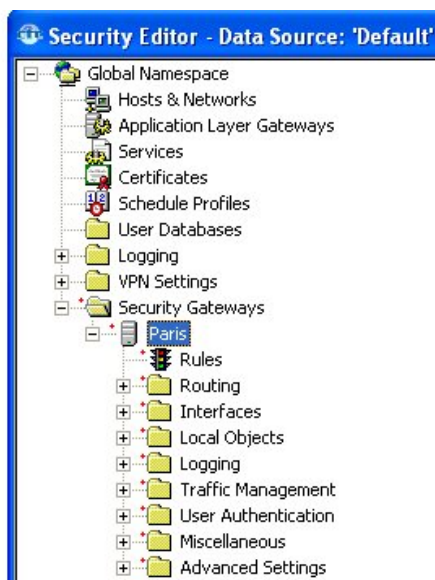 Security Editor - Data Source: 'Default'
Global Namespace
Hosts & Networks
Application Layer Gateways
Services
Certificates
Schedule Profiles
User Databases
Logging
VPN Settings
Security Gateways
Paris
Rules
Routing
Interfaces
Local Objects
Logging
Traffic Management
User Authentication
Miscellaneous
Advanced Settings